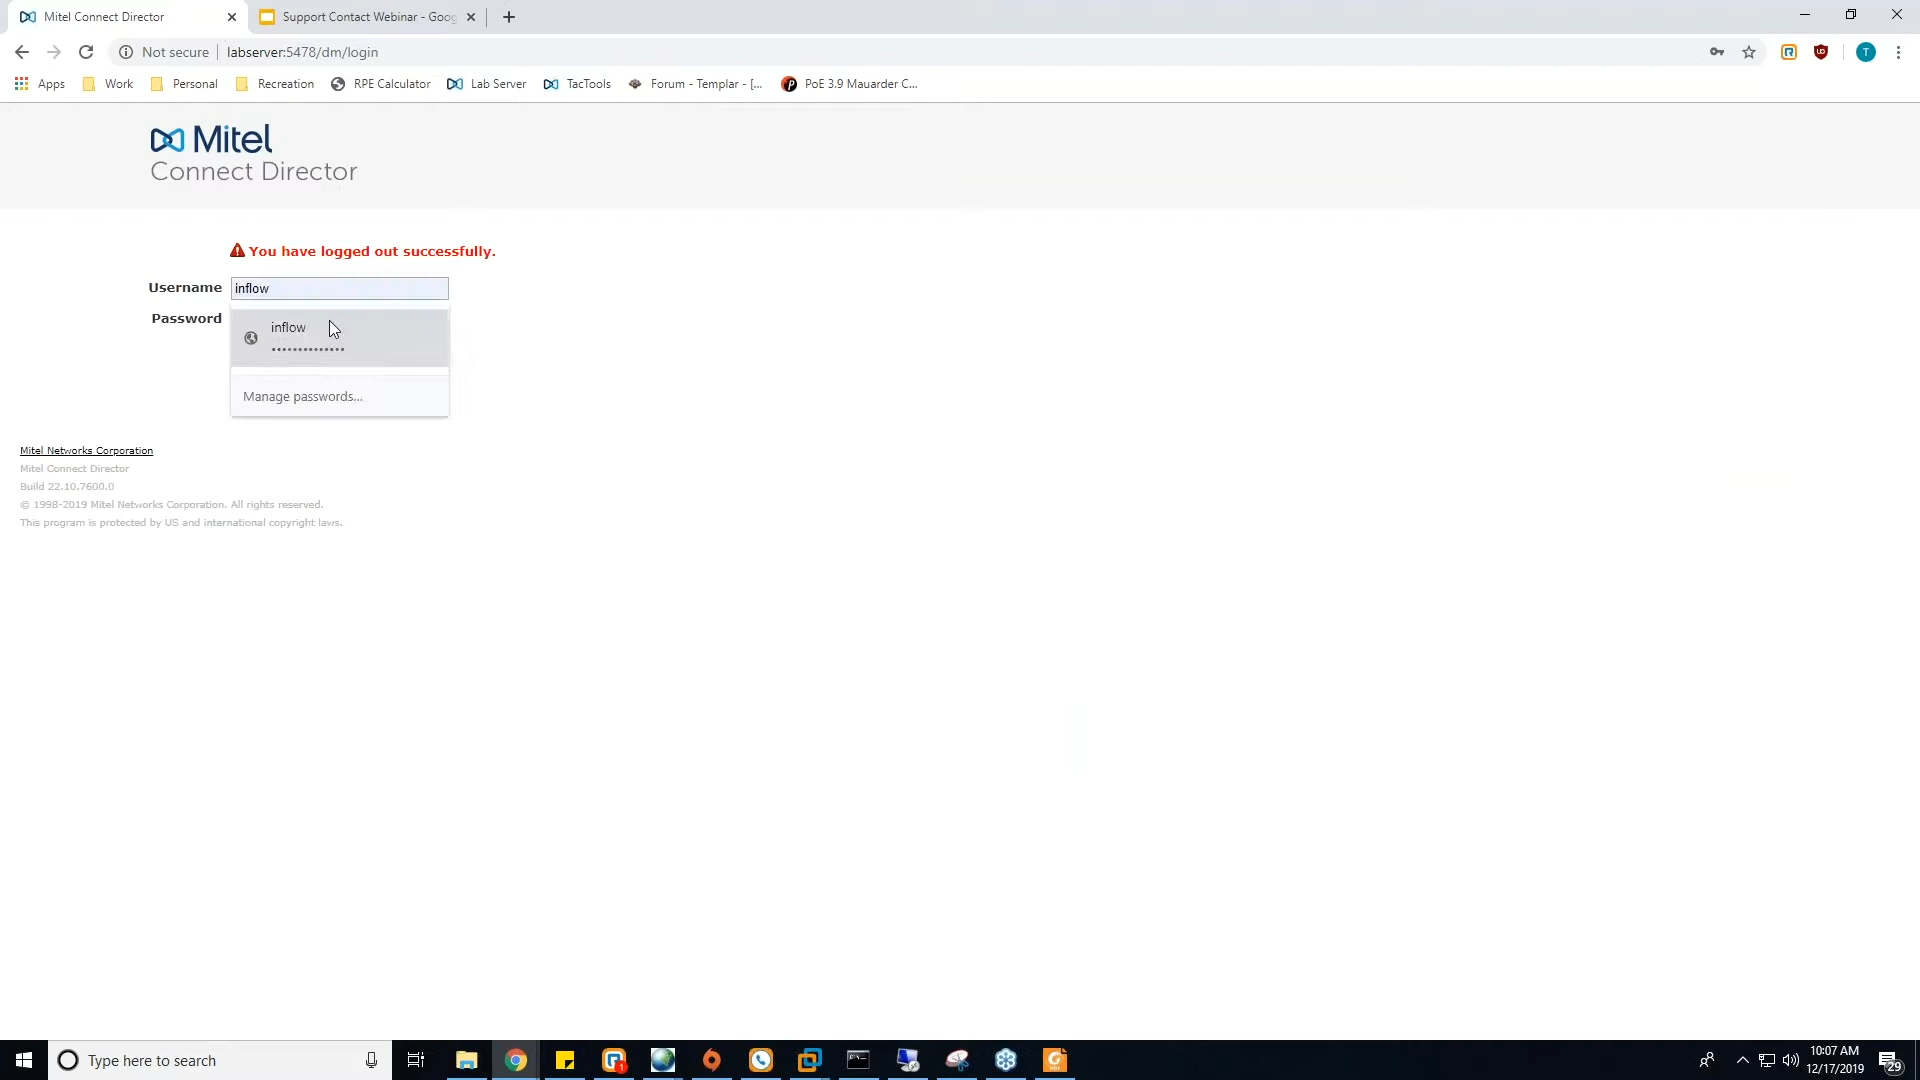 Mitel Connect Director
Support Contact Webinar - Goog
Not secure
labserver:5478/dm/login
T
Apps
Work
Personal
Recreation
RPE Calculator
Lab Server
TacTools
Forum - Templar - [...
PoE 3.9 Mauarder C...
Mitel
Connect Director
You have logged out successfully.
Username
inflow
Password
inflow
••••••••••••••
Manage passwords...
Mitel Networks Corporation
Mitel Connect Director
Build 22.10.7600.0
© 1998-2019 Mitel Networks Corporation. All rights reserved.
This program is protected by US and international copyright laws.
Type here to search
1
10:07 AM
12/17/2019
29